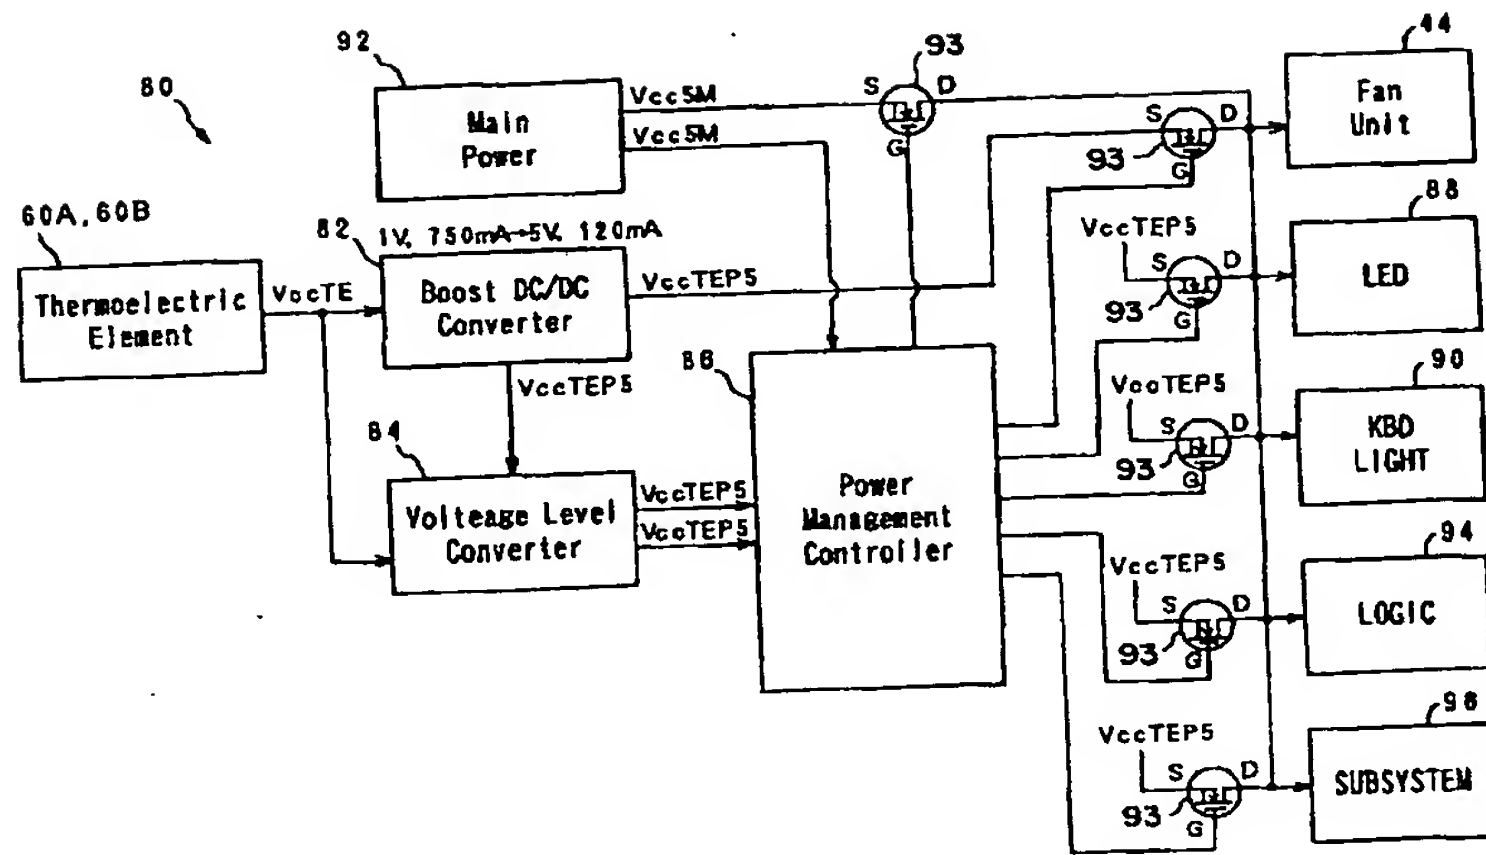 80
92
Main
Power
Vcc5M
Vcc5M
93
S
D
G
44
Fan
Unit
S
D
93
G
60A, 60B
Thermoelectric
Element
VccTE
82
1V, 750mA→5V, 120mA
Boost DC/DC
Converter
VccTEP5
VccTEP5
88
LED
VccTEP5
S
D
93
G
84
Volteage Level
Converter
VccTEP5
VccTEP5
86
Power
Management
Controller
90
KBD
LIGHT
VccTEP5
S
D
93
G
94
LOGIC
VccTEP5
S
D
93
G
96
SUBSYSTEM
VccTEP5
S
D
93
G